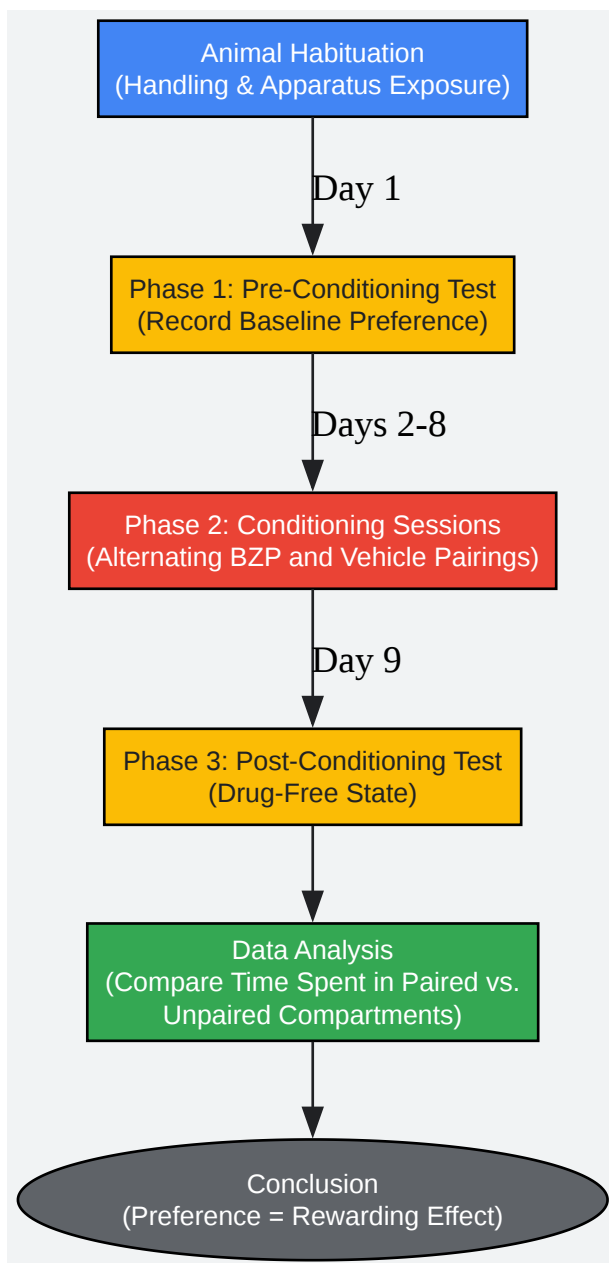 Animal Habituation
(Handling & Apparatus Exposure)
Day 1
Phase 1: Pre-Conditioning Test
(Record Baseline Preference)
Days 2-8
Phase 2: Conditioning Sessions
(Alternating BZP and Vehicle Pairings)
Day 9
Phase 3: Post-Conditioning Test
(Drug-Free State)
Data Analysis
(Compare Time Spent in Paired vs.
Unpaired Compartments)
Conclusion
(Preference = Rewarding Effect)